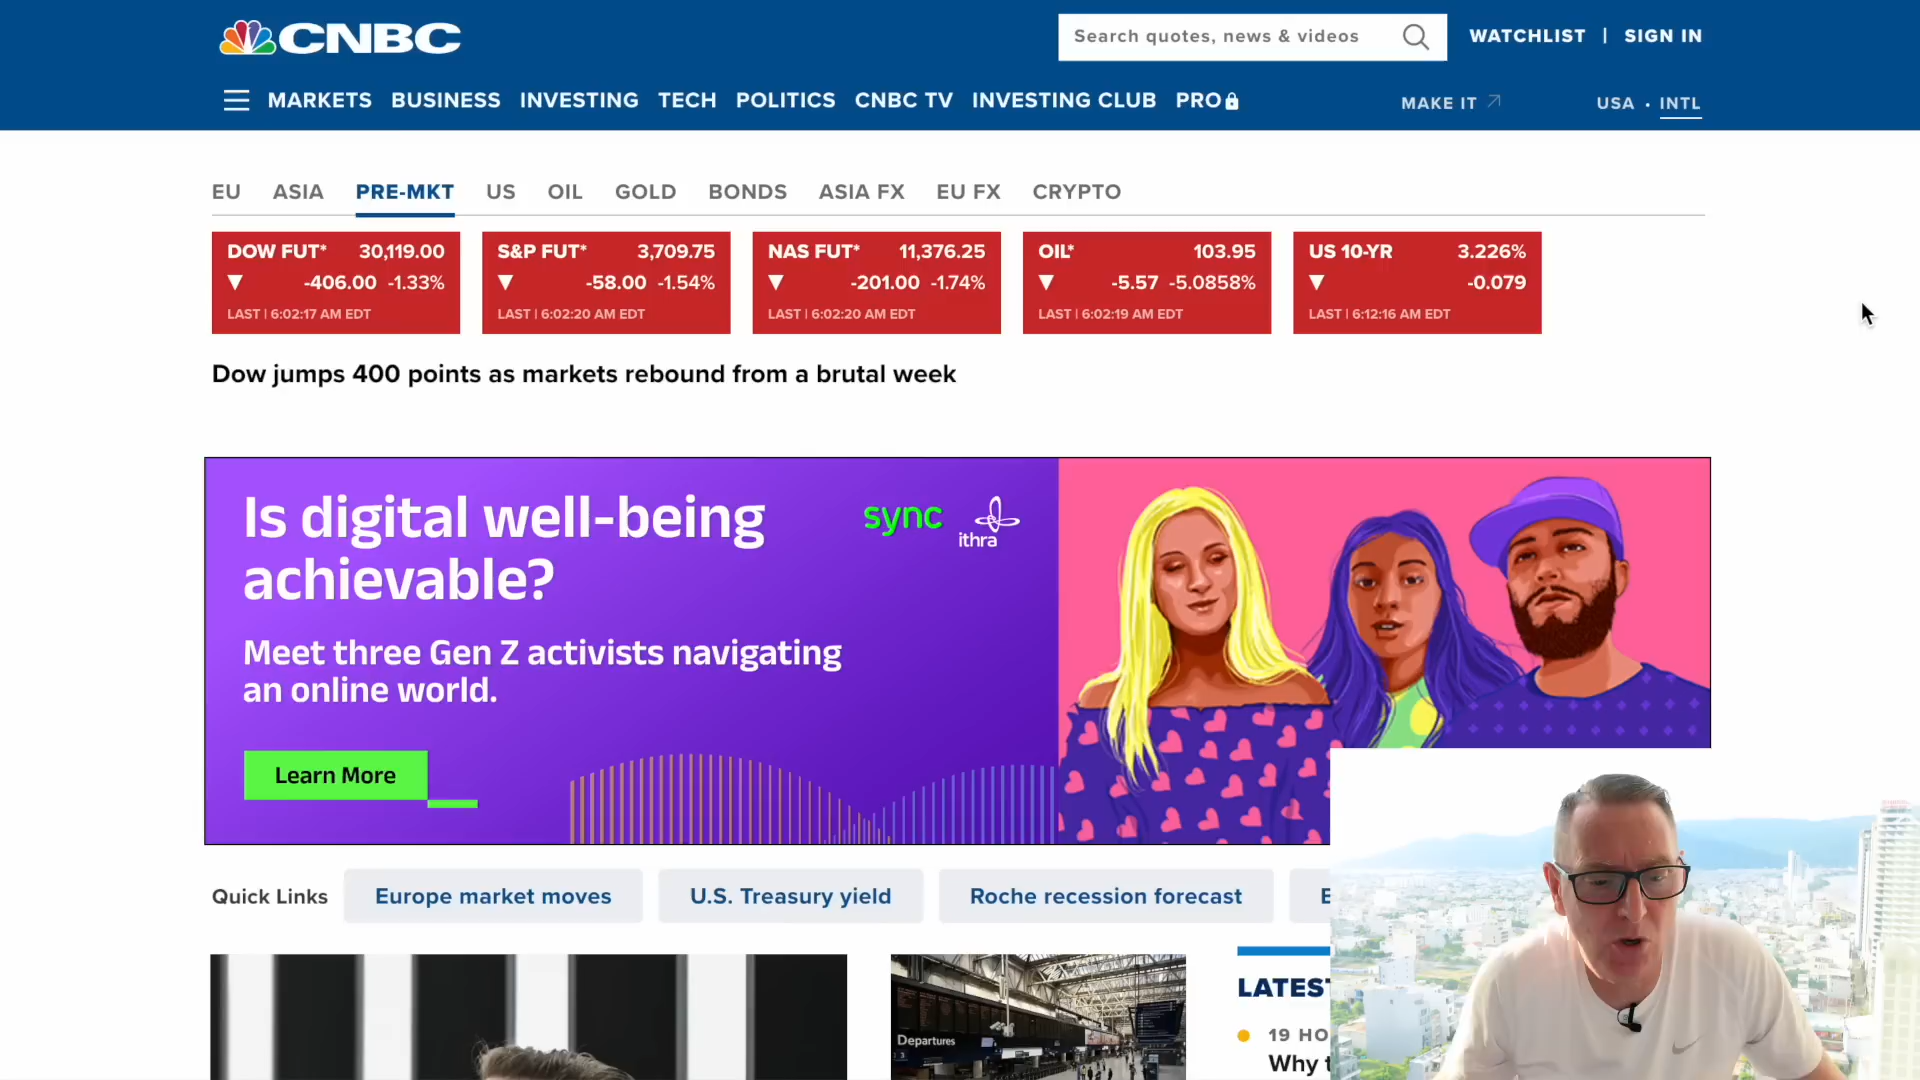 CNBC
Search quotes, news & videos
WATCHLIST | SIGN IN
MARKETS BUSINESS INVESTING TECH POLITICS CNBC TV INVESTING CLUB PRO
MAKE IT
USA • INTL
EU ASIA PRE-MKT US OIL GOLD BONDS ASIA FX EU FX CRYPTO
DOW FUT* 30,119.00
-406.00 -1.33%
LAST | 6:02:17 AM EDT
S&P FUT* 3,709.75
-58.00 -1.54%
LAST | 6:02:20 AM EDT
NAS FUT* 11,376.25
-201.00 -1.74%
LAST | 6:02:20 AM EDT
OIL* 103.95
-5.57 -5.0858%
LAST | 6:02:19 AM EDT
US 10-YR 3.226%
-0.079
LAST | 6:12:16 AM EDT
Dow jumps 400 points as markets rebound from a brutal week
Is digital well-being
achievable?
sync
ithra
Meet three Gen Z activists navigating
an online world.
Learn More
Quick Links
Europe market moves
U.S. Treasury yield
Roche recession forecast
Departures
LATEST
19 HO
Why t